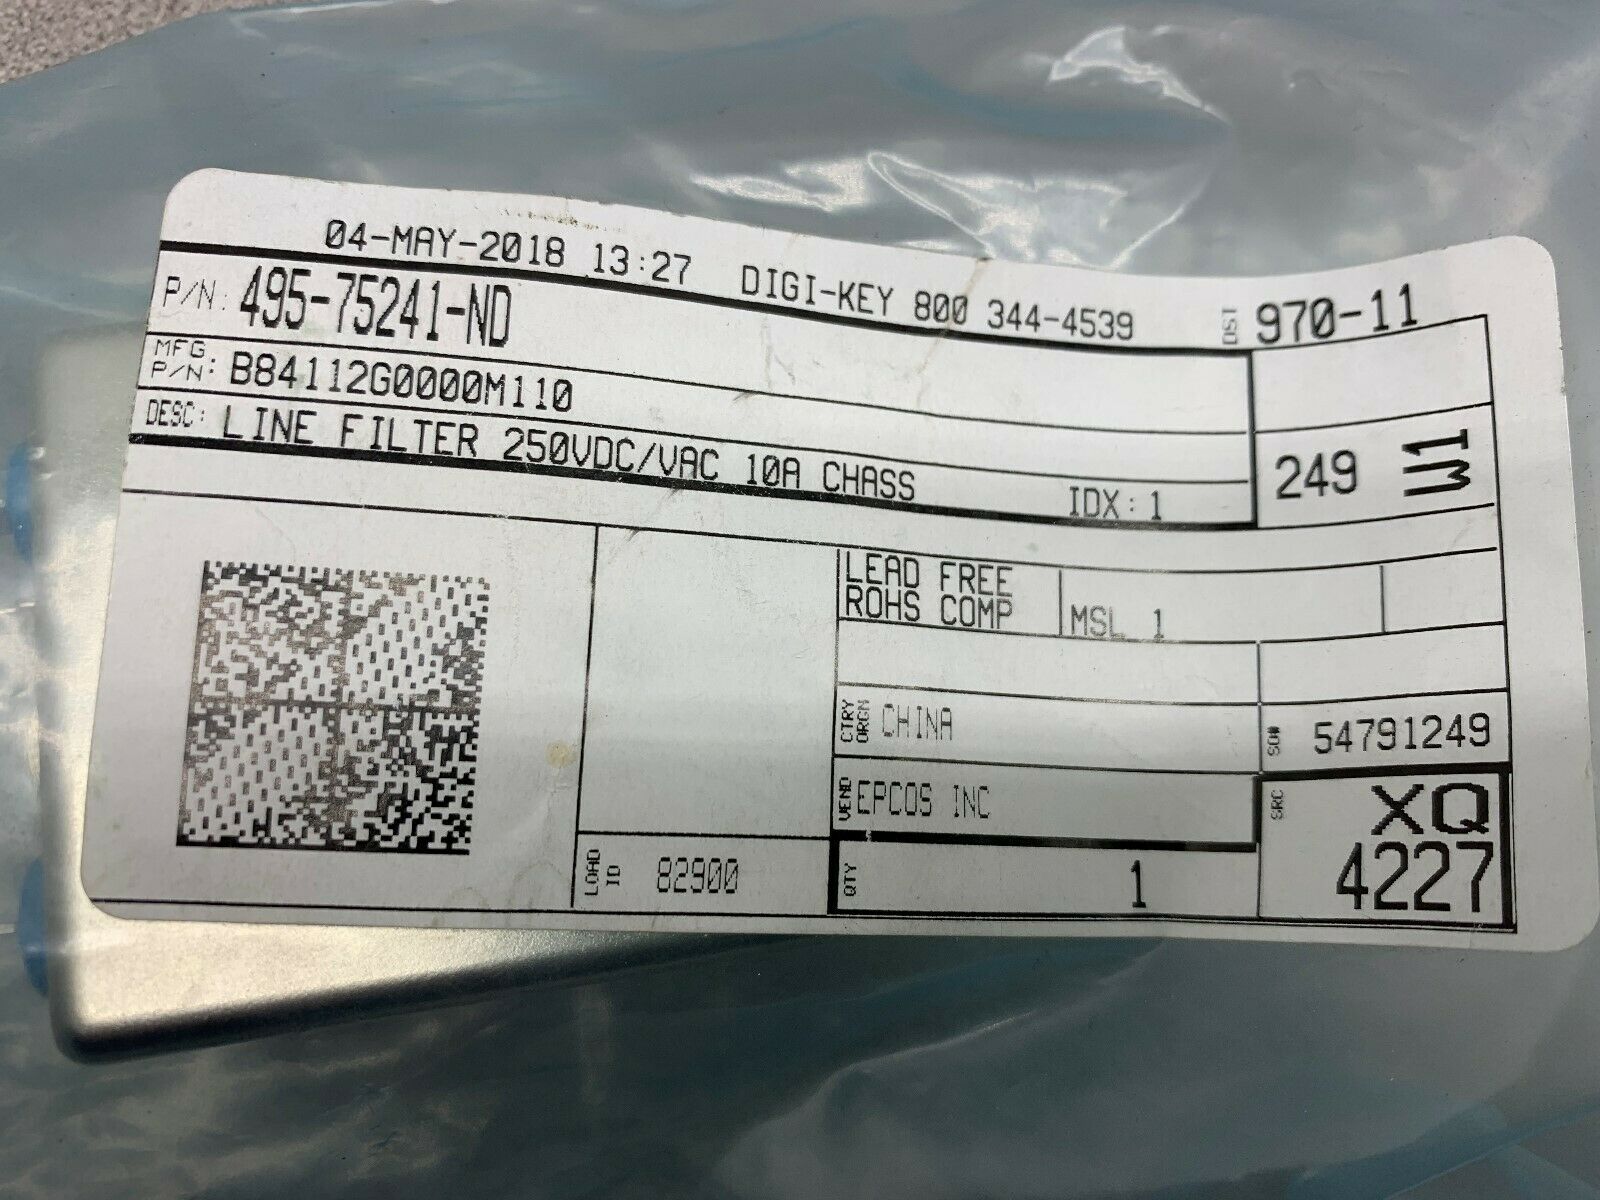 04-MAY-2018 13:27 DIGI-KEY 800 344-4539 DST 970-11
P/N: 495-75241-ND
MFG. P/N: B84112G0000M110
DESC: LINE FILTER 250VDC/VAC 10A CHASS
IDX: 1
249 1M
LEAD FREE
ROHS COMP
MSL 1
CTRY ORGN CHINA
SO# 54791249
VEND EPCOS INC
SRC XQ
4227
LOAD ID 82900
QTY 1